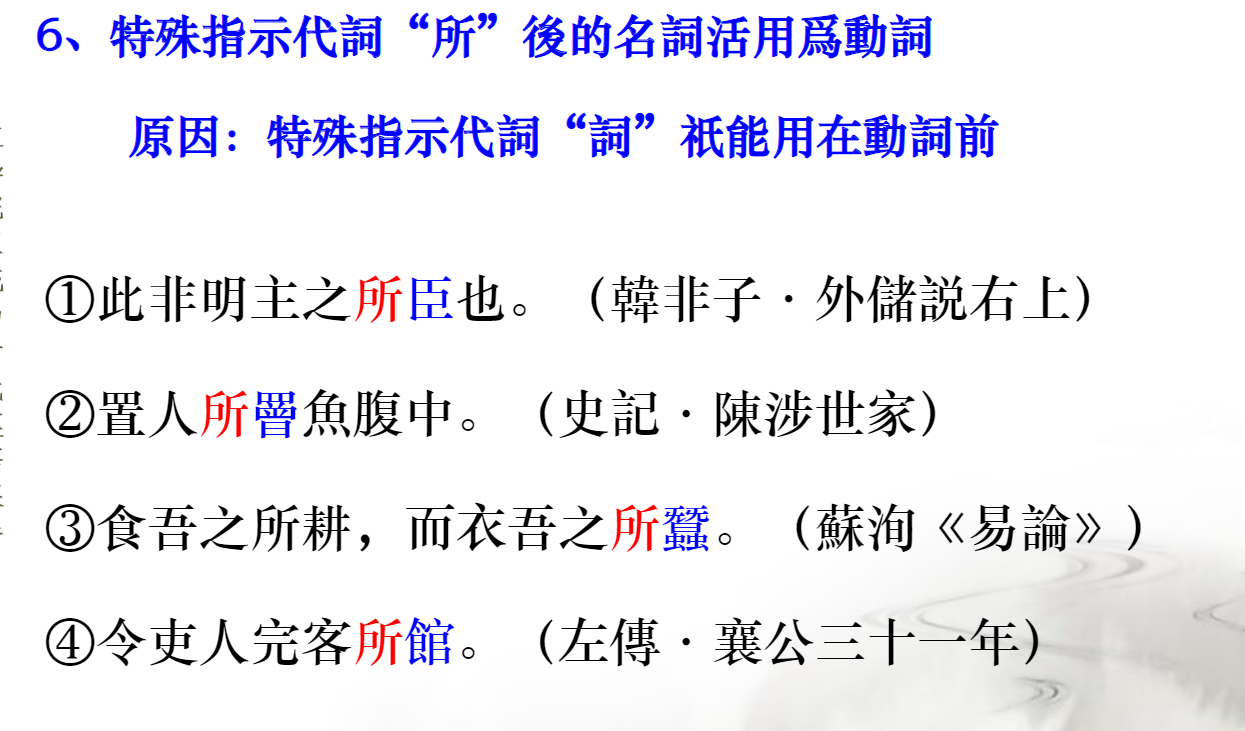 6、特殊指示代詞“所”後的名詞活用爲動詞
原因：特殊指示代詞“詞”祇能用在動詞前
①此非明主之所臣也。（韓非子·外儲説右上）
②置人所罾魚腹中。（史記·陳涉世家）
③食吾之所耕，而衣吾之所蠶。（蘇洵《易論》）
④令吏人完客所館。（左傳·襄公三十一年）